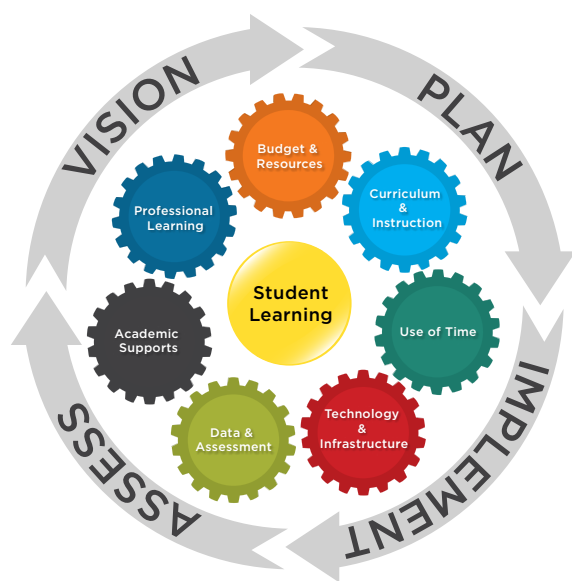 VISION
PLAN
IMPLEMENT
ASSESS
Budget &
Resources
Curriculum
&
Instruction
Use of Time
Technology
&
Infrastructure
Data &
Assessment
Academic
Supports
Professional
Learning
Student
Learning